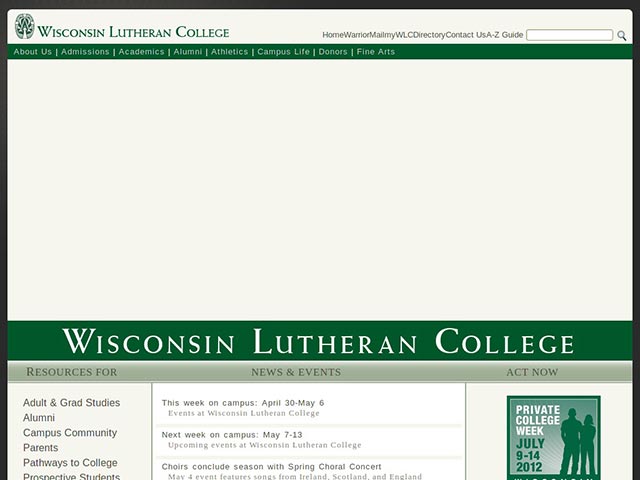 Wisconsin Lutheran College
HomeWarriorMailmyWLCDirectoryContact UsA-Z Guide
About Us | Admissions | Academics | Alumni | Athletics | Campus Life | Donors | Fine Arts
Wisconsin Lutheran College
Resources for
NEWS & EVENTS
ACT NOW
Adult & Grad Studies
Alumni
Campus Community
Parents
Pathways to College
Prospective Students
This week on campus: April 30-May 6
Events at Wisconsin Lutheran College
Next week on campus: May 7-13
Upcoming events at Wisconsin Lutheran College
Choirs conclude season with Spring Choral Concert
May 4 event features songs from Ireland, Scotland, and England
PRIVATE
COLLEGE
WEEK
JULY
9-14
2012
WISCONSIN